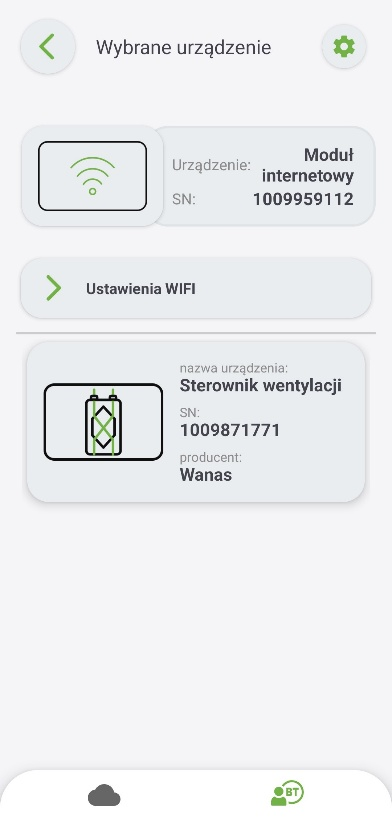 Wybrane urządzenie
Urządzenie: Moduł
internetowy
SN: 1009959112
Ustawienia WIFI
nazwa urządzenia:
Sterownik wentylacji
SN:
1009871771
producent:
Wanas
BT